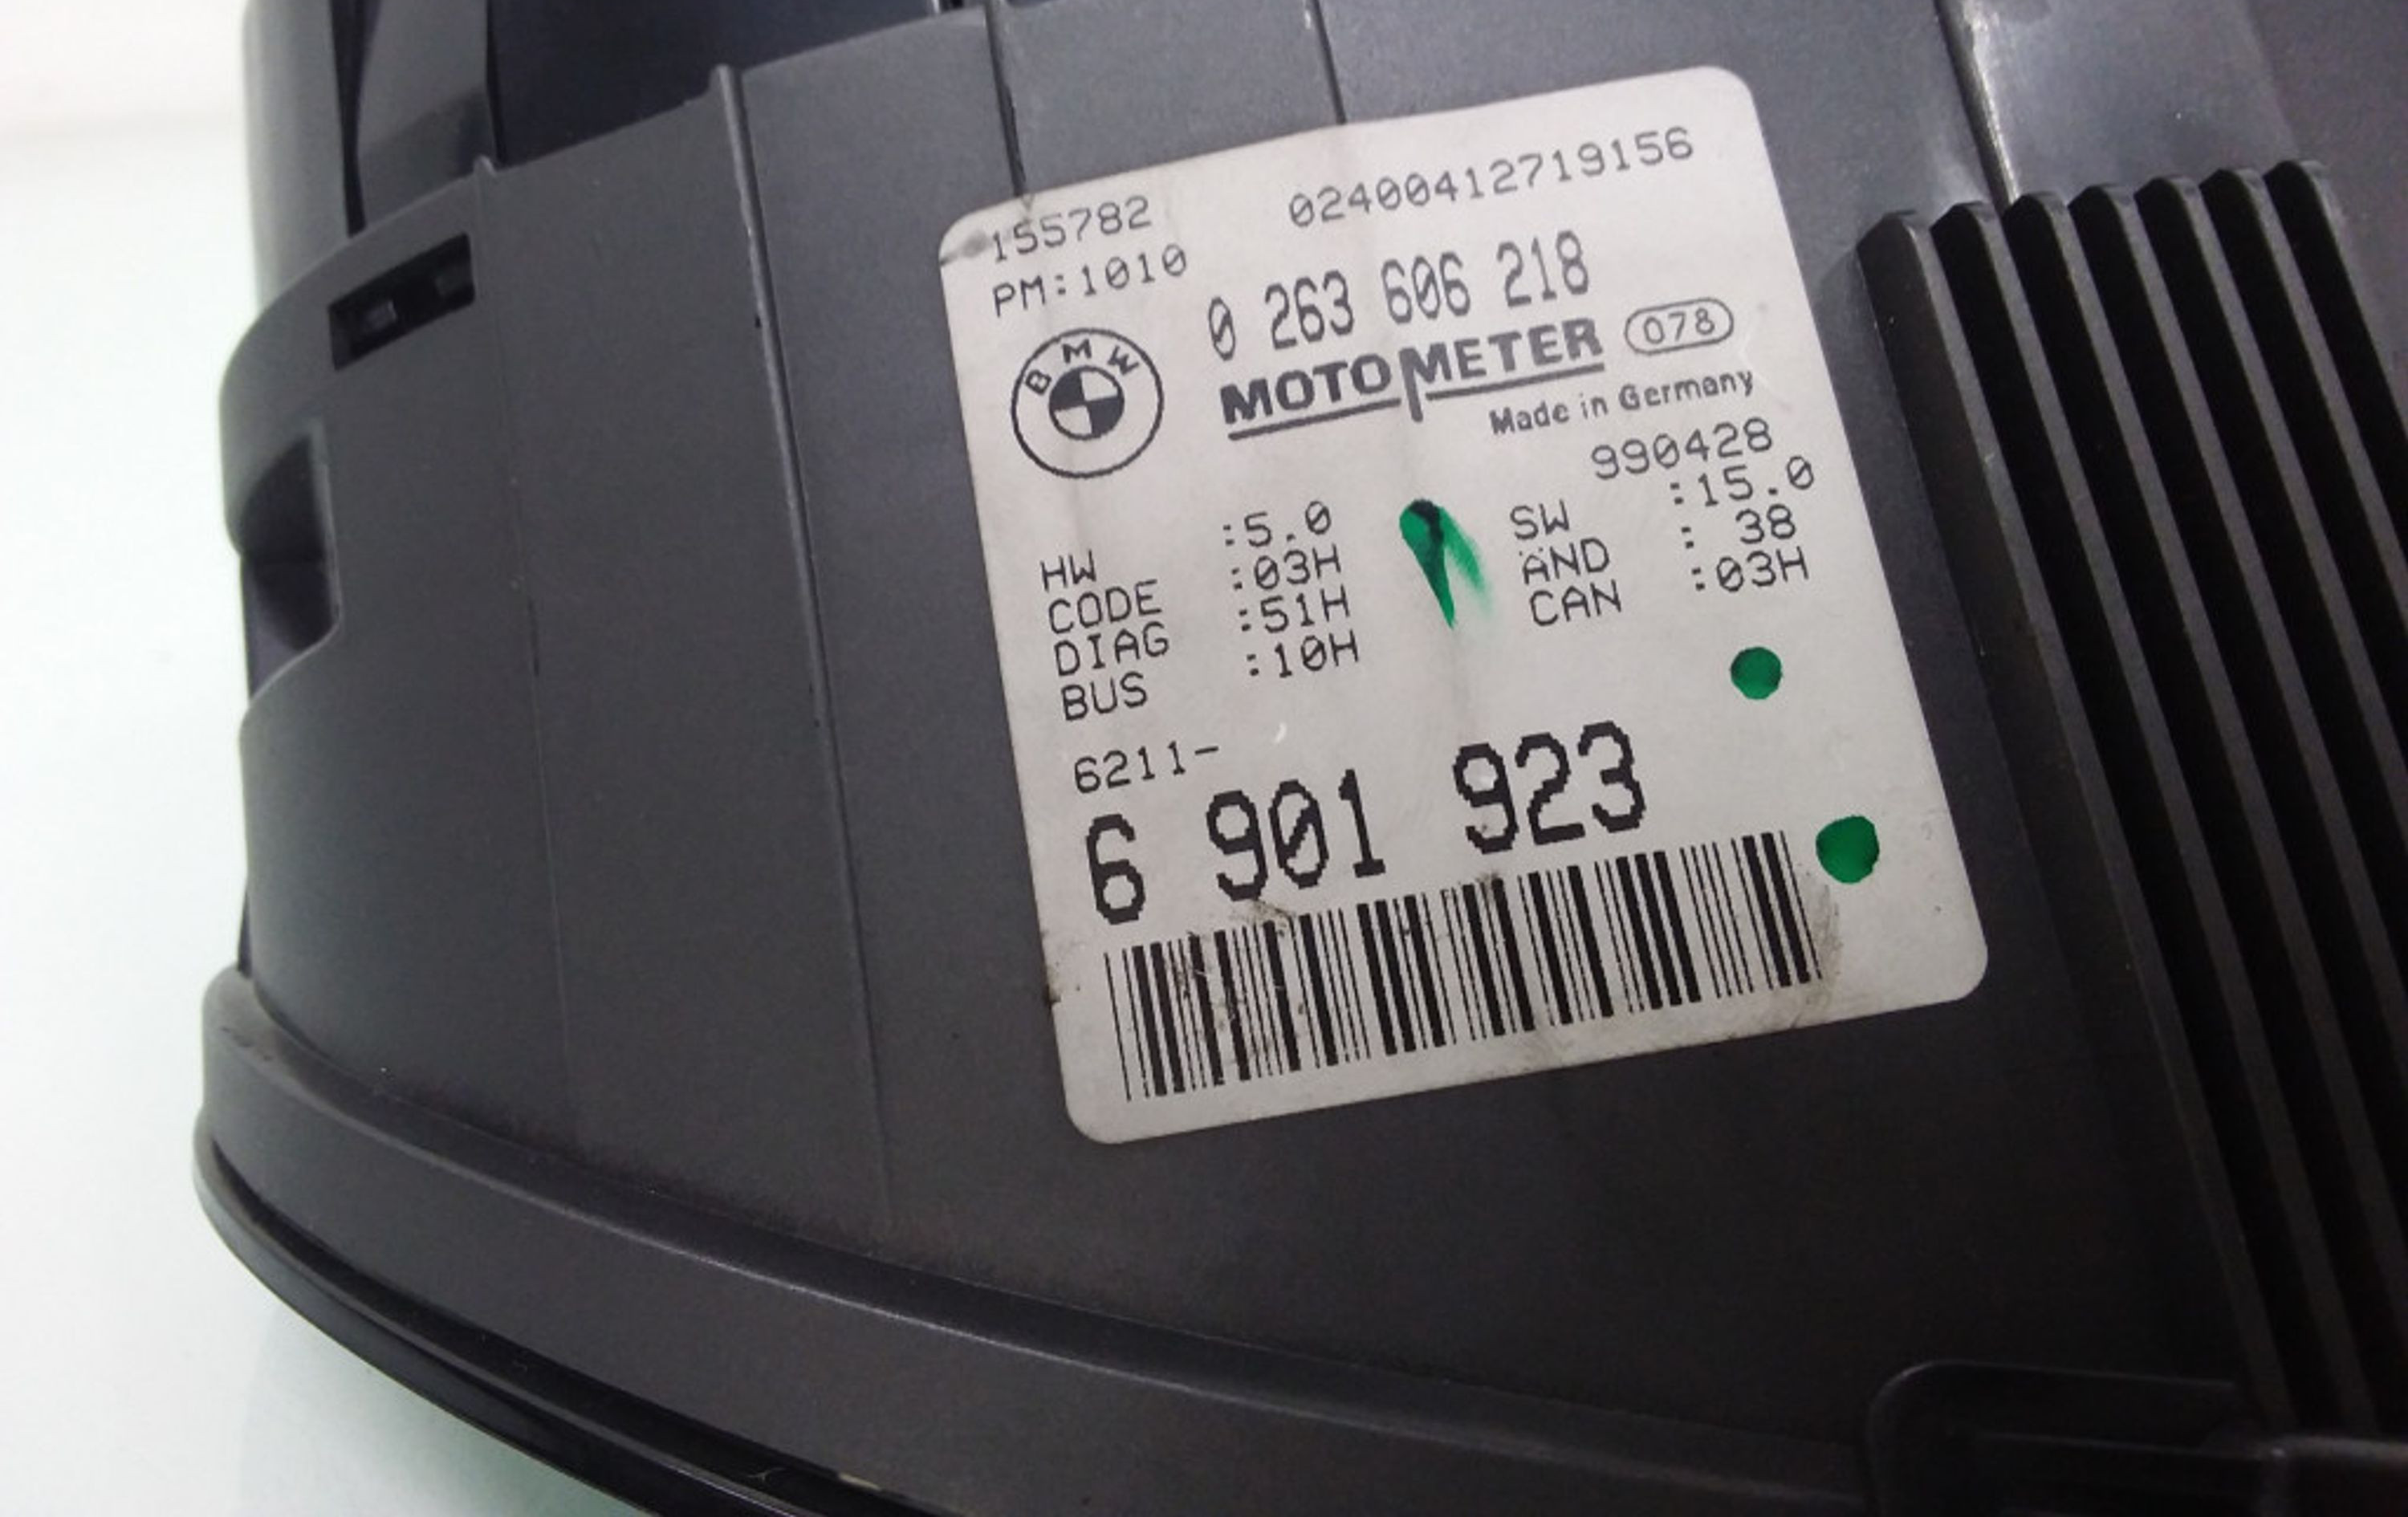 155782 02400412719156
PM:1010
0 263 606 218
BMW
MOTOMETER 078
Made in Germany
990428
HW :5.0 SW :15.0
CODE :03H ÄND : 38
DIAG :51H CAN :03H
BUS :10H
6211-
6 901 923